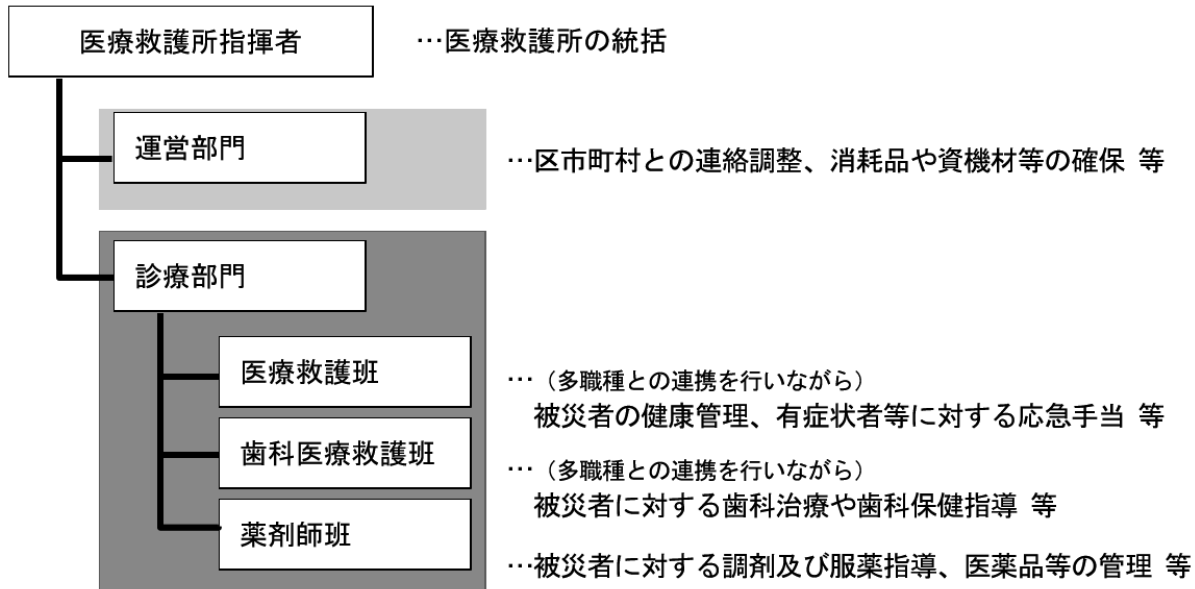 医療救護所指揮者 …医療救護所の統括
運営部門
…区市町村との連絡調整、消耗品や資機材等の確保 等
診療部門
医療救護班
…（多職種との連携を行いながら）
被災者の健康管理、有症状者等に対する応急手当 等
歯科医療救護班
…（多職種との連携を行いながら）
被災者に対する歯科治療や歯科保健指導 等
薬剤師班
…被災者に対する調剤及び服薬指導、医薬品等の管理 等